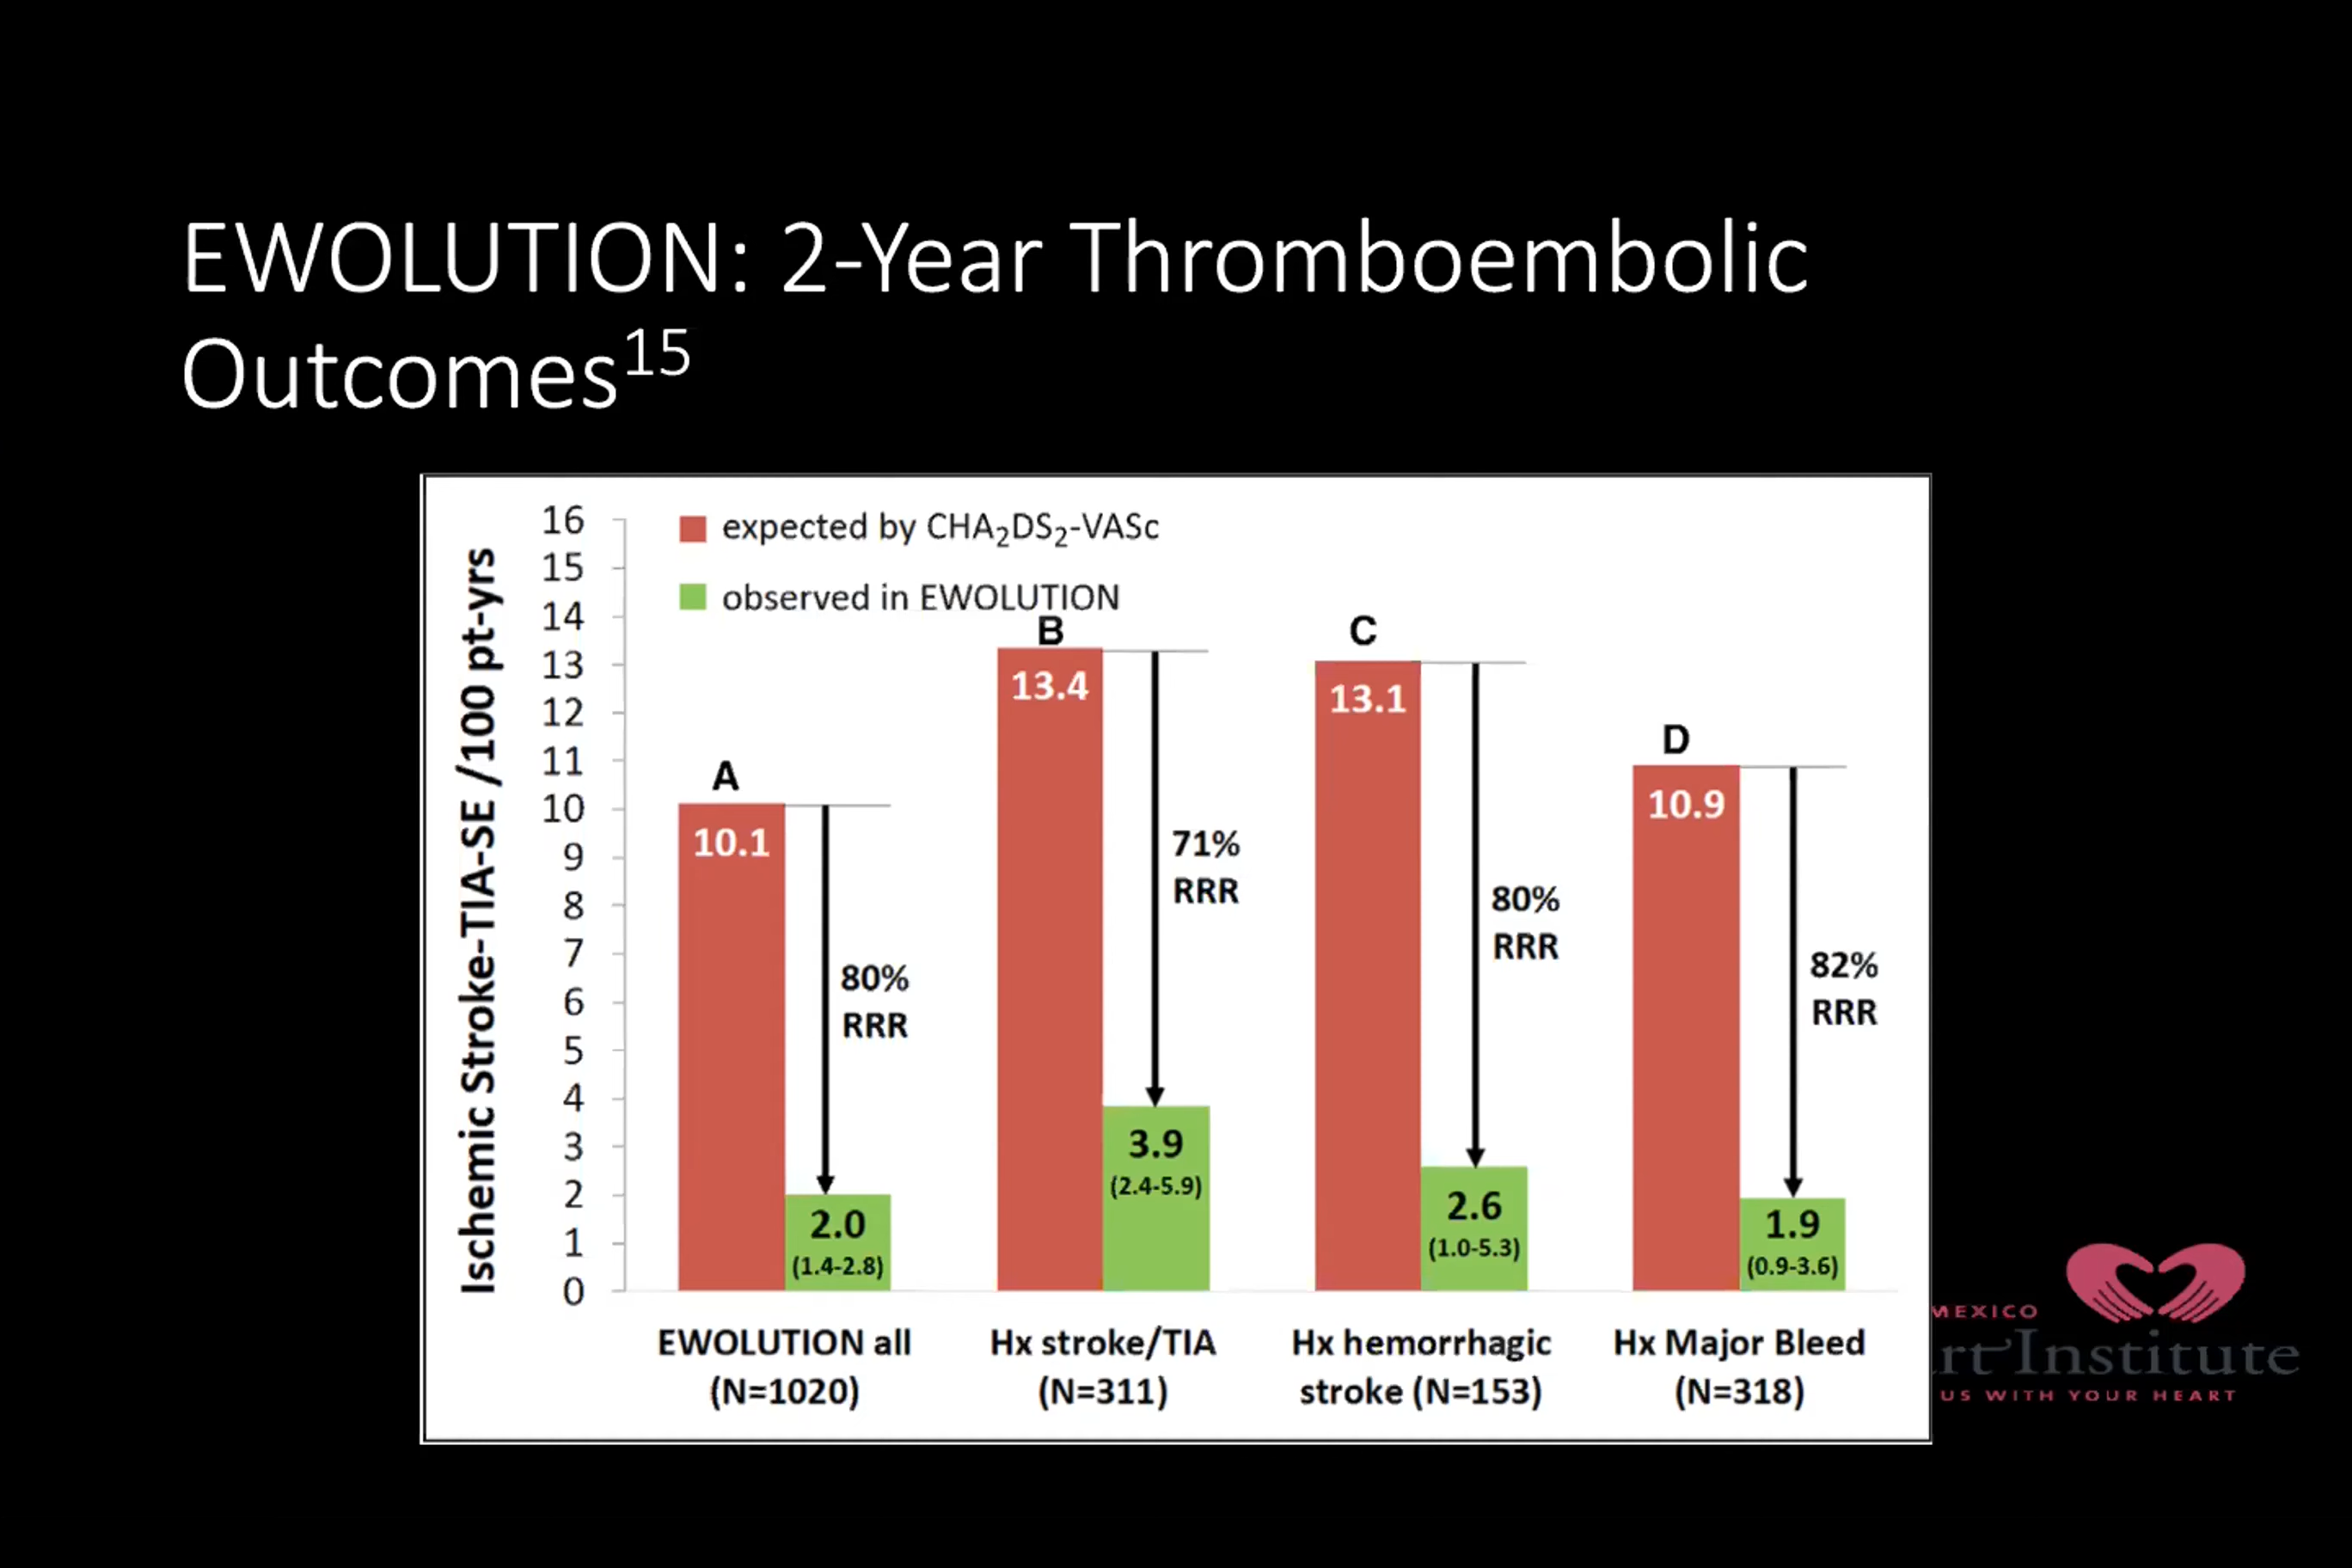 EWOLUTION: 2-Year Thromboembolic
Outcomes15
Ischemic Stroke-TIA-SE /100 pt-yrs
16
15
14
13
12
11
10
9
8
7
6
5
4
3
2
1
0
expected by CHA2DS2-VASc
observed in EWOLUTION
A
10.1
80%
RRR
2.0
(1.4-2.8)
B
13.4
71%
RRR
3.9
(2.4-5.9)
C
13.1
80%
RRR
2.6
(1.0-5.3)
D
10.9
82%
RRR
1.9
(0.9-3.6)
EWOLUTION all
(N=1020)
Hx stroke/TIA
(N=311)
Hx hemorrhagic
stroke (N=153)
Hx Major Bleed
(N=318)
MEXICO
Institute
US WITH YOUR HEART